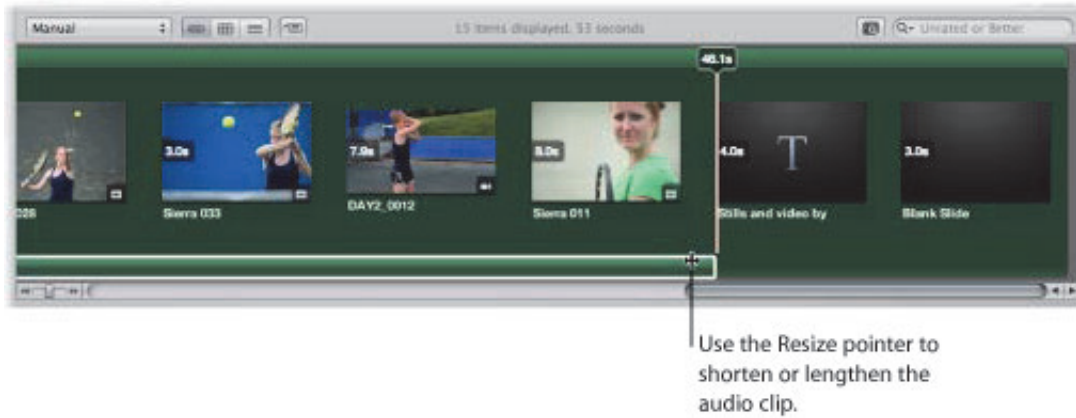 Manual
15 items displayed, 53 seconds
Unrated or Better
46.1s
3.0s
7.9s
8.0s
4.0s
T
3.0s
028
Sierra 033
DAY2_0012
Sierra 011
Stills and video by
Blank Slide
Use the Resize pointer to
shorten or lengthen the
audio clip.